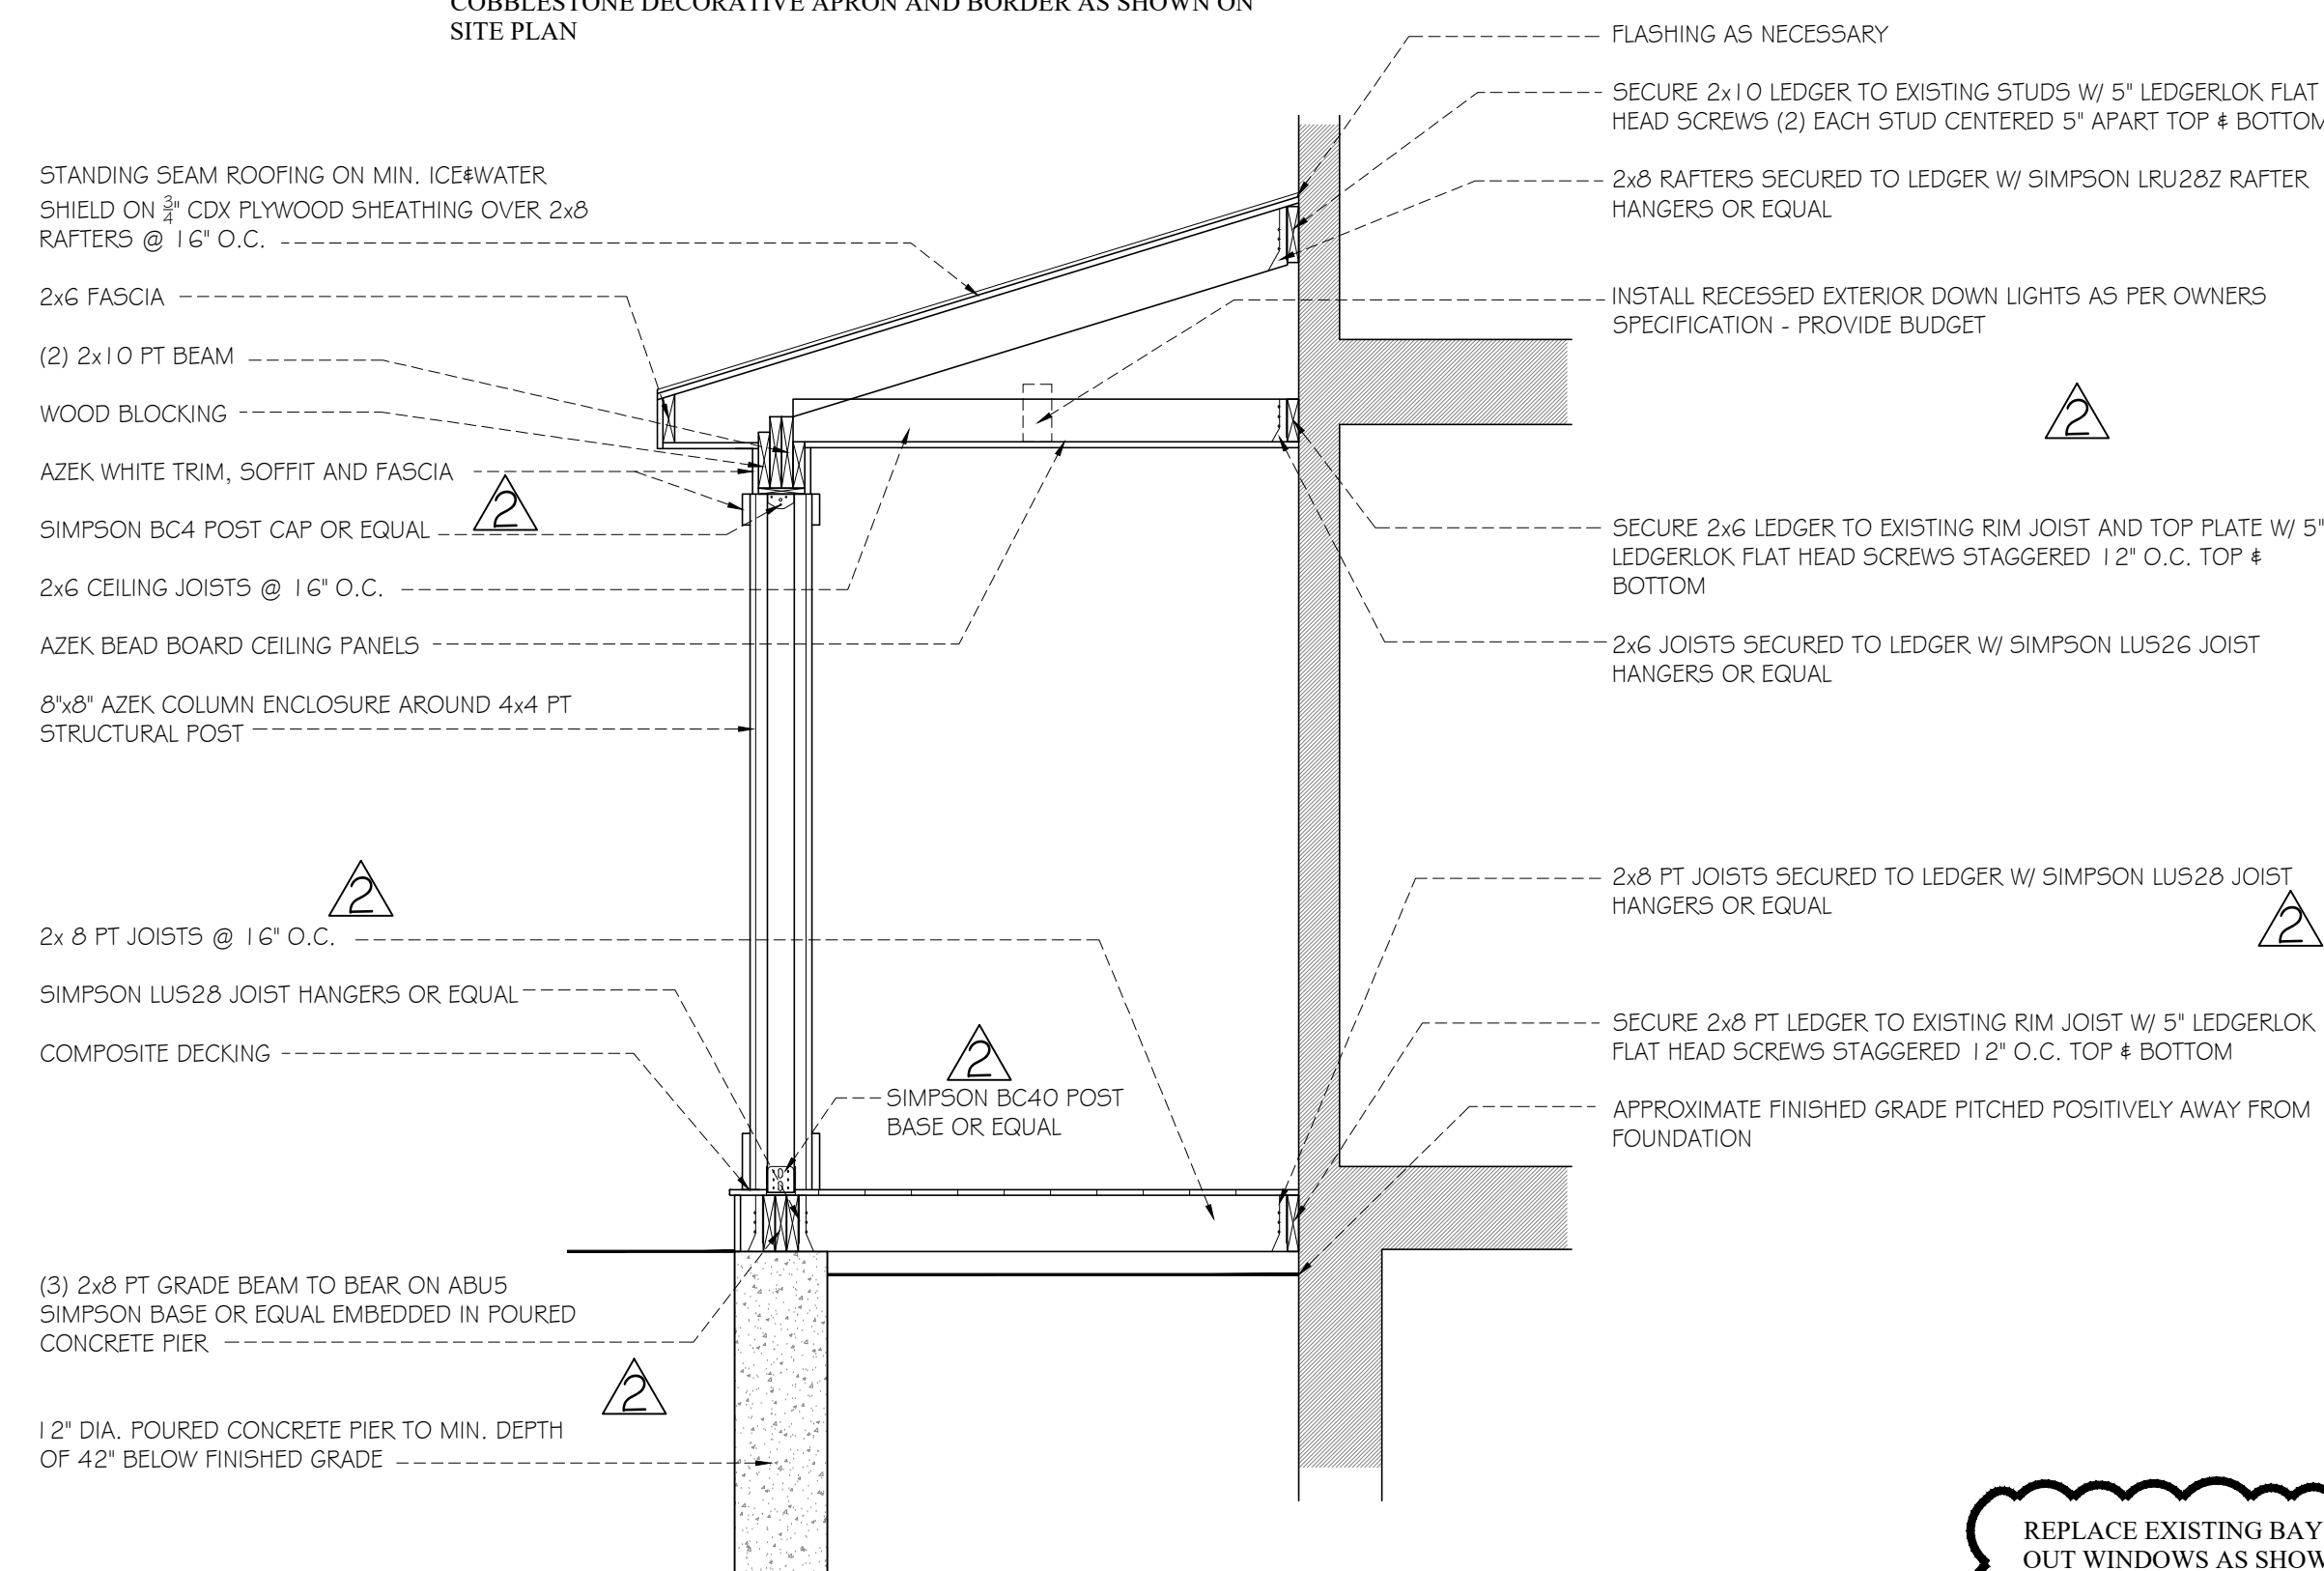 COBBLESTONE DECORATIVE APRON AND BORDER AS SHOWN ON
SITE PLAN
STANDING SEAM ROOFING ON MIN. ICE&WATER
SHIELD ON 3/4" CDX PLYWOOD SHEATHING OVER 2x8
RAFTERS @ 16" O.C.
2x6 FASCIA
(2) 2x10 PT BEAM
WOOD BLOCKING
AZEK WHITE TRIM, SOFFIT AND FASCIA
2
SIMPSON BC4 POST CAP OR EQUAL
2x6 CEILING JOISTS @ 16" O.C.
AZEK BEAD BOARD CEILING PANELS
8"x8" AZEK COLUMN ENCLOSURE AROUND 4x4 PT
STRUCTURAL POST
2
2x 8 PT JOISTS @ 16" O.C.
SIMPSON LUS28 JOIST HANGERS OR EQUAL
COMPOSITE DECKING
2
SIMPSON BC40 POST
BASE OR EQUAL
(3) 2x8 PT GRADE BEAM TO BEAR ON ABU5
SIMPSON BASE OR EQUAL EMBEDDED IN POURED
CONCRETE PIER
2
12" DIA. POURED CONCRETE PIER TO MIN. DEPTH
OF 42" BELOW FINISHED GRADE
FLASHING AS NECESSARY
SECURE 2x10 LEDGER TO EXISTING STUDS W/ 5" LEDGERLOK FLAT
HEAD SCREWS (2) EACH STUD CENTERED 5" APART TOP & BOTTOM
2x8 RAFTERS SECURED TO LEDGER W/ SIMPSON LRU28Z RAFTER
HANGERS OR EQUAL
INSTALL RECESSED EXTERIOR DOWN LIGHTS AS PER OWNERS
SPECIFICATION - PROVIDE BUDGET
2
SECURE 2x6 LEDGER TO EXISTING RIM JOIST AND TOP PLATE W/ 5"
LEDGERLOK FLAT HEAD SCREWS STAGGERED 12" O.C. TOP &
BOTTOM
2x6 JOISTS SECURED TO LEDGER W/ SIMPSON LUS26 JOIST
HANGERS OR EQUAL
2x8 PT JOISTS SECURED TO LEDGER W/ SIMPSON LUS28 JOIST
HANGERS OR EQUAL
2
SECURE 2x8 PT LEDGER TO EXISTING RIM JOIST W/ 5" LEDGERLOK
FLAT HEAD SCREWS STAGGERED 12" O.C. TOP & BOTTOM
APPROXIMATE FINISHED GRADE PITCHED POSITIVELY AWAY FROM
FOUNDATION
REPLACE EXISTING BAY
OUT WINDOWS AS SHOW